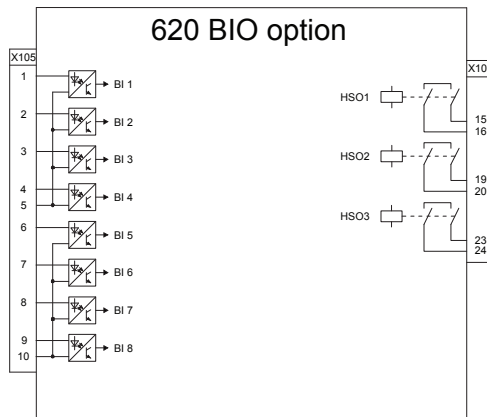 620 BIO option
X105
1
BI 1
2
BI 2
3
BI 3
4
BI 4
5
6
BI 5
7
BI 6
8
BI 7
9
BI 8
10
X10
HSO1
15
16
HSO2
19
20
HSO3
23
24